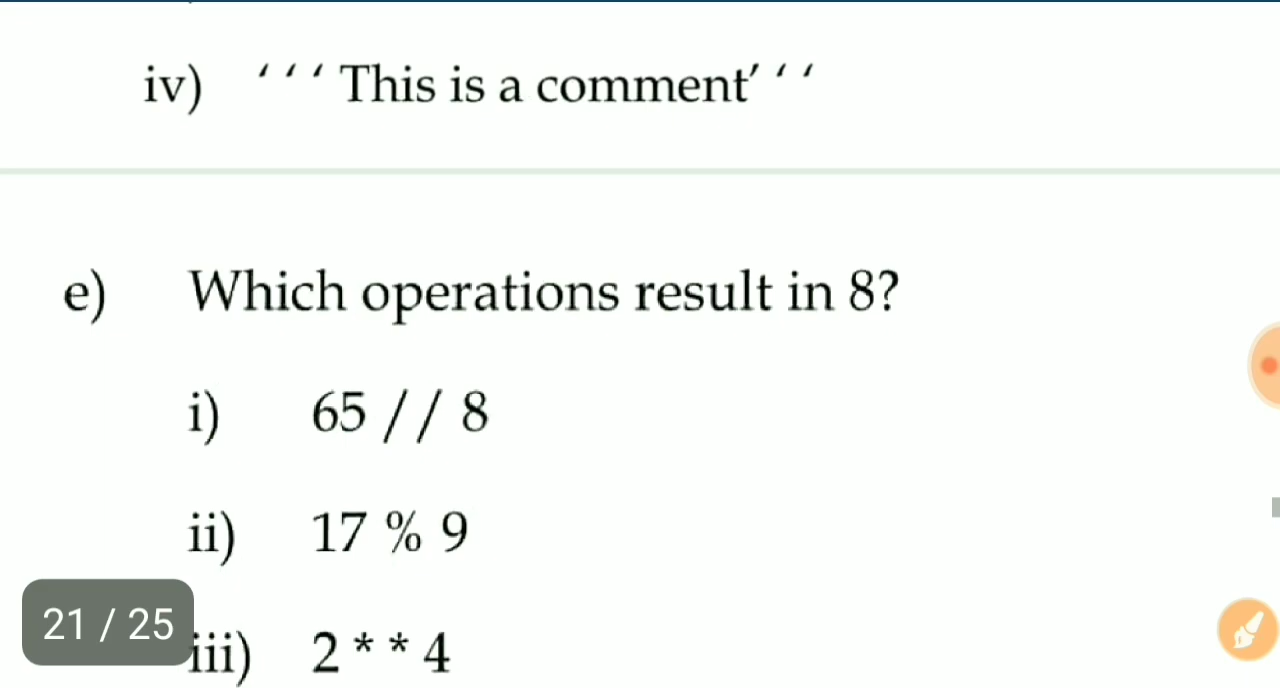 iv) ‘ ‘ ‘ This is a comment’ ‘ ‘
e) Which operations result in 8?
i) 65 // 8
ii) 17 % 9
21 / 25
iii) 2 * * 4